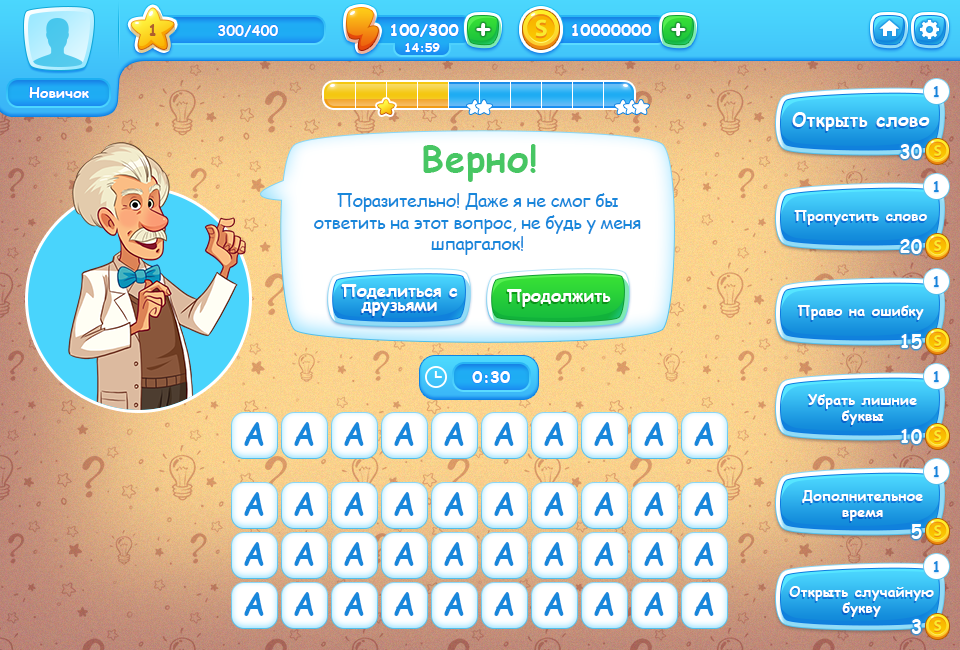 1
300/400
100/300
14:59
S
10000000
Новичок
Верно!
Поразительно! Даже я не смог бы
ответить на этот вопрос, не будь у меня
шпаргалок!
Поделиться с
друзьями
Продолжить
0:30
A A A A A A A A A A
A A A A A A A A A A
A A A A A A A A A A
A A A A A A A A A A
1
Открыть слово
30 S
1
Пропустить слово
20 S
1
Право на ошибку
15 S
1
Убрать лишние
буквы
10 S
1
Дополнительное
время
5 S
1
Открыть случайную
букву
3 S